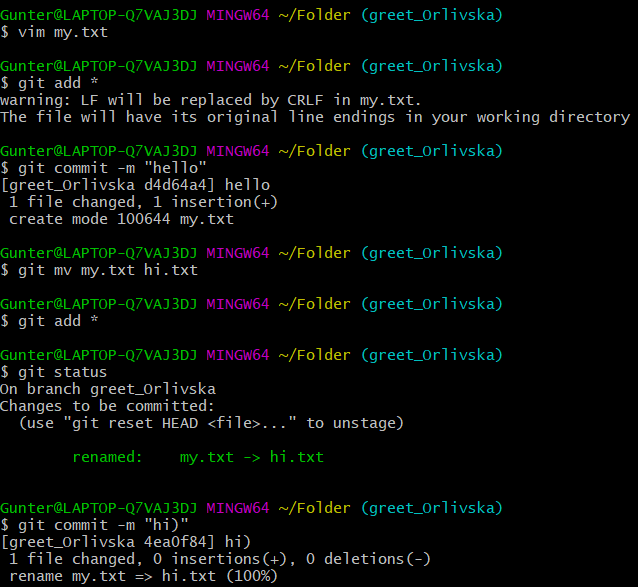 Gunter@LAPTOP-Q7VAJ3DJ MINGW64 ~/Folder (greet_Orlivska)
$ vim my.txt
Gunter@LAPTOP-Q7VAJ3DJ MINGW64 ~/Folder (greet_Orlivska)
$ git add *
warning: LF will be replaced by CRLF in my.txt.
The file will have its original line endings in your working directory
Gunter@LAPTOP-Q7VAJ3DJ MINGW64 ~/Folder (greet_Orlivska)
$ git commit -m "hello"
[greet_Orlivska d4d64a4] hello
 1 file changed, 1 insertion(+)
 create mode 100644 my.txt
Gunter@LAPTOP-Q7VAJ3DJ MINGW64 ~/Folder (greet_Orlivska)
$ git mv my.txt hi.txt
Gunter@LAPTOP-Q7VAJ3DJ MINGW64 ~/Folder (greet_Orlivska)
$ git add *
Gunter@LAPTOP-Q7VAJ3DJ MINGW64 ~/Folder (greet_Orlivska)
$ git status
On branch greet_Orlivska
Changes to be committed:
  (use "git reset HEAD <file>..." to unstage)
        renamed:    my.txt -> hi.txt
Gunter@LAPTOP-Q7VAJ3DJ MINGW64 ~/Folder (greet_Orlivska)
$ git commit -m "hi)"
[greet_Orlivska 4ea0f84] hi)
 1 file changed, 0 insertions(+), 0 deletions(-)
 rename my.txt => hi.txt (100%)